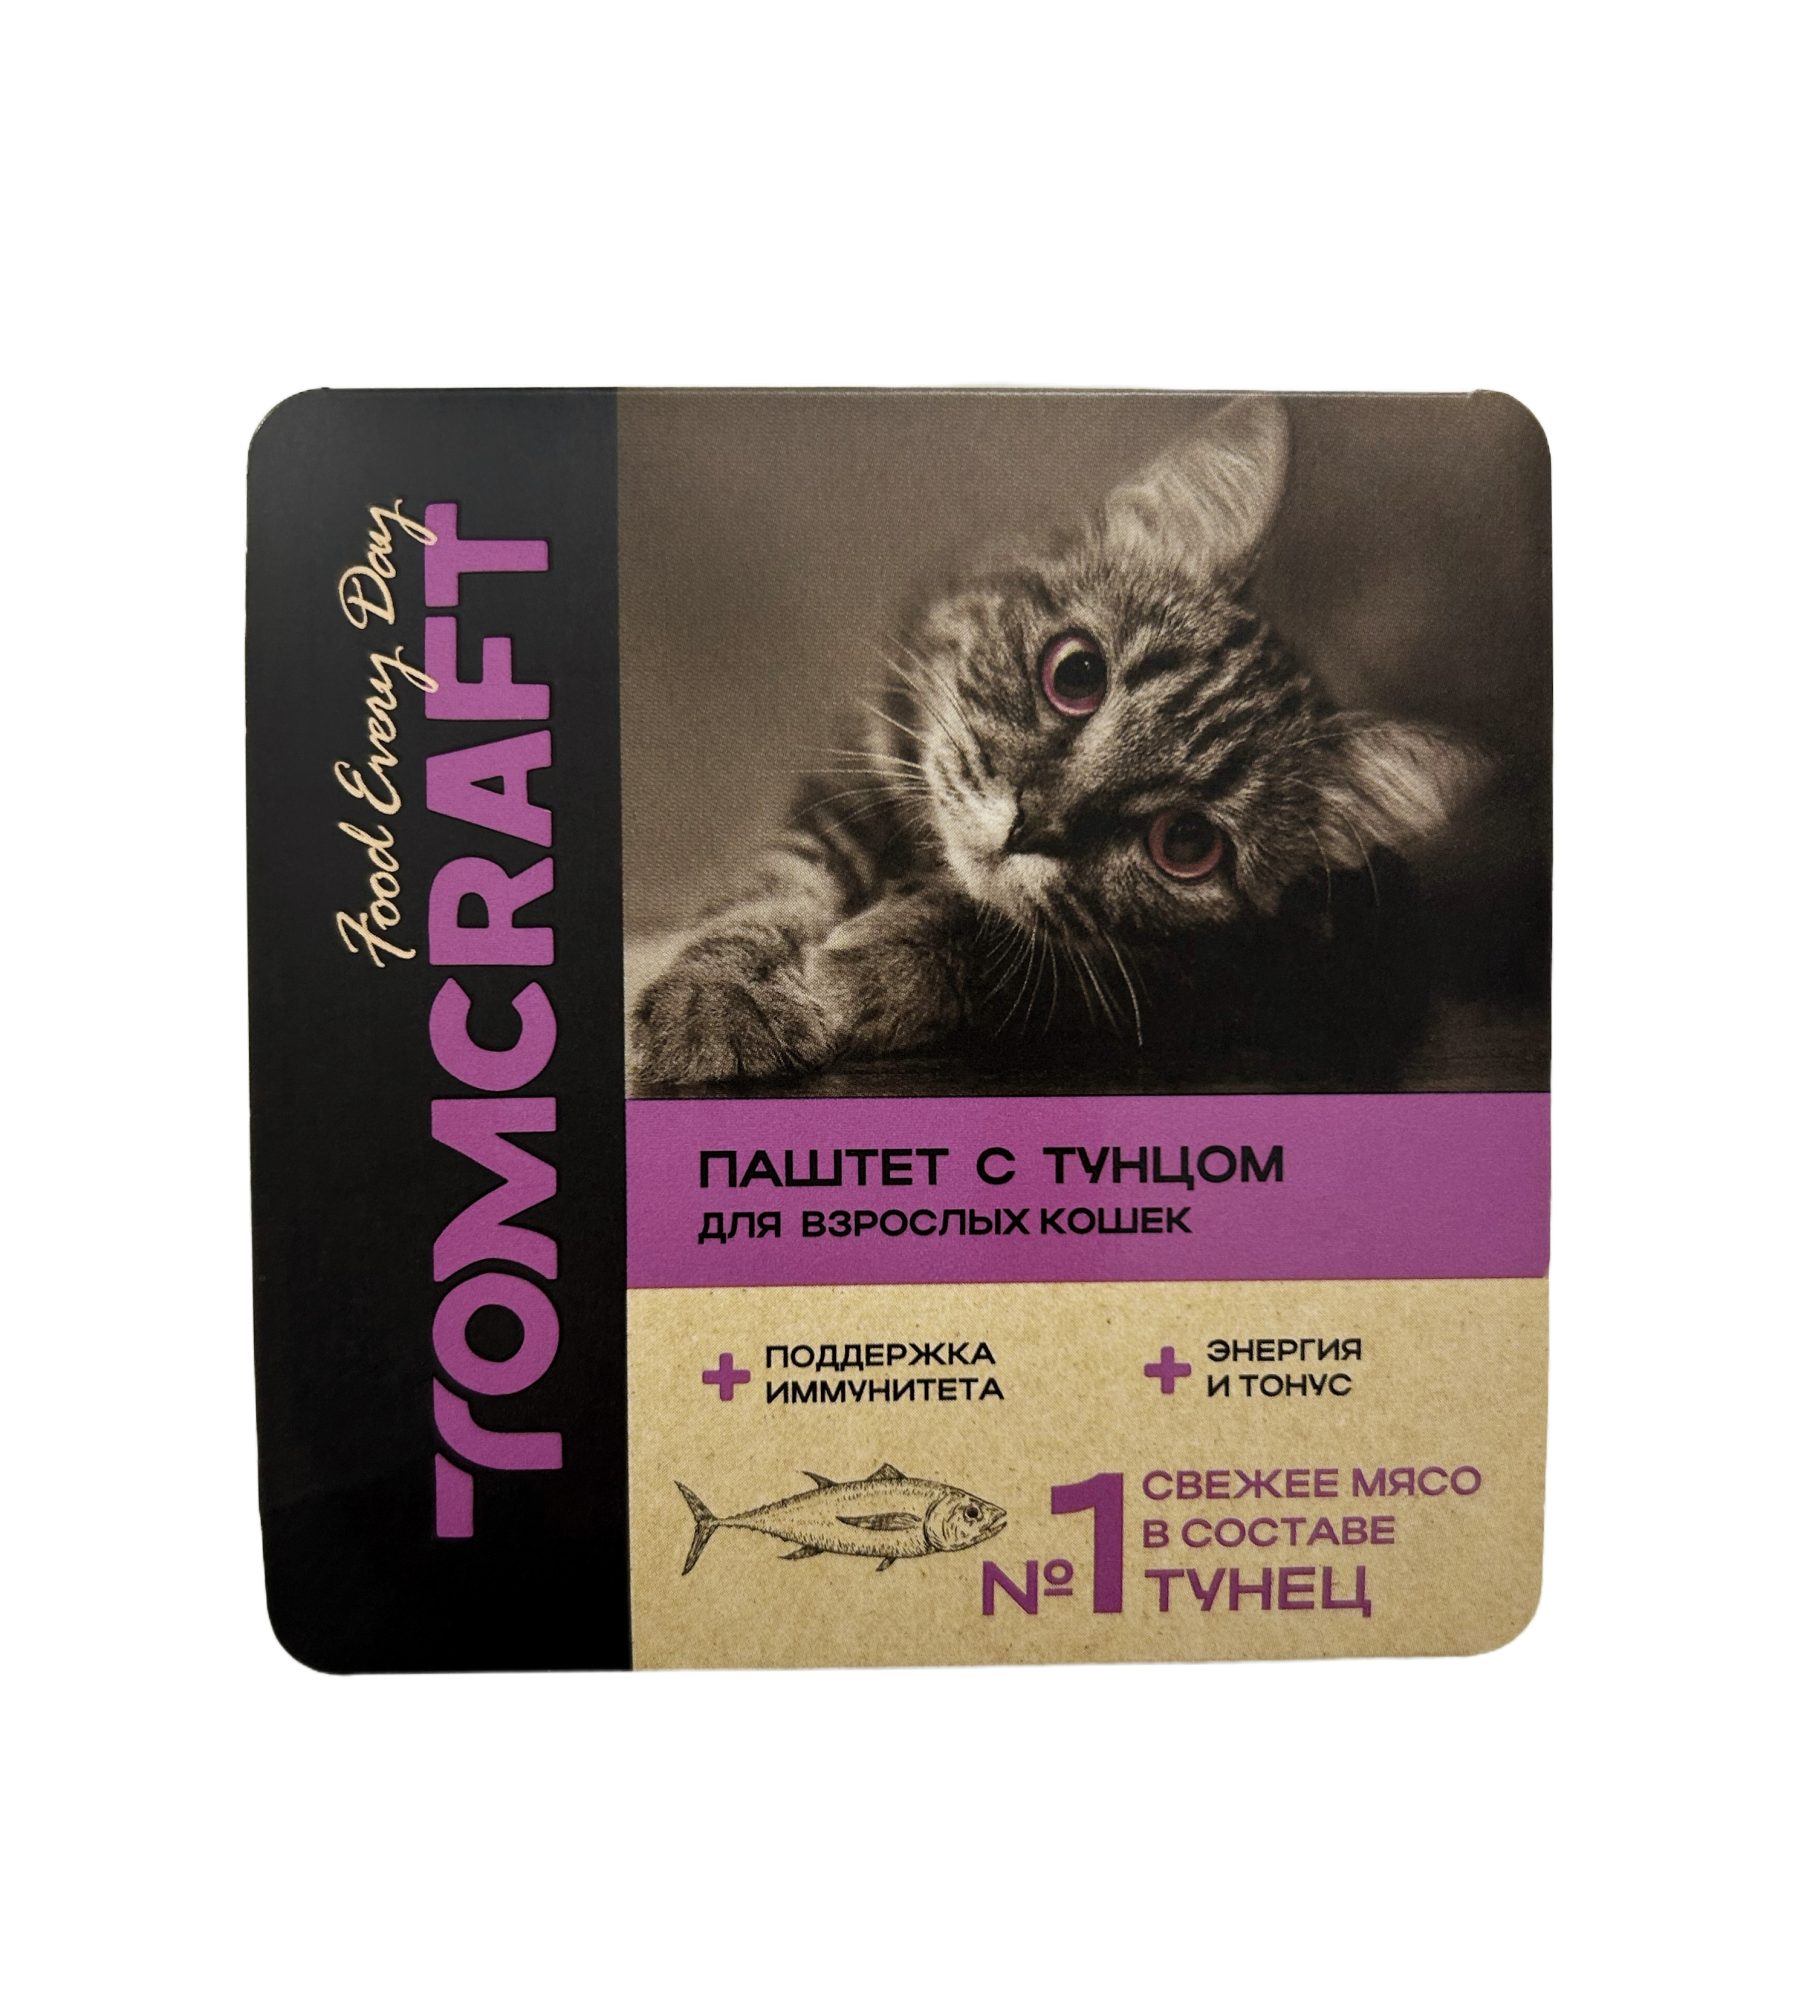 Food Every Day
TOMCRAFT
ПАШТЕТ С ТУНЦОМ
ДЛЯ ВЗРОСЛЫХ КОШЕК
+ ПОДДЕРЖКА
ИММУНИТЕТА
+ ЭНЕРГИЯ
И ТОНУС
№1 СВЕЖЕЕ МЯСО
В СОСТАВЕ
ТУНЕЦ